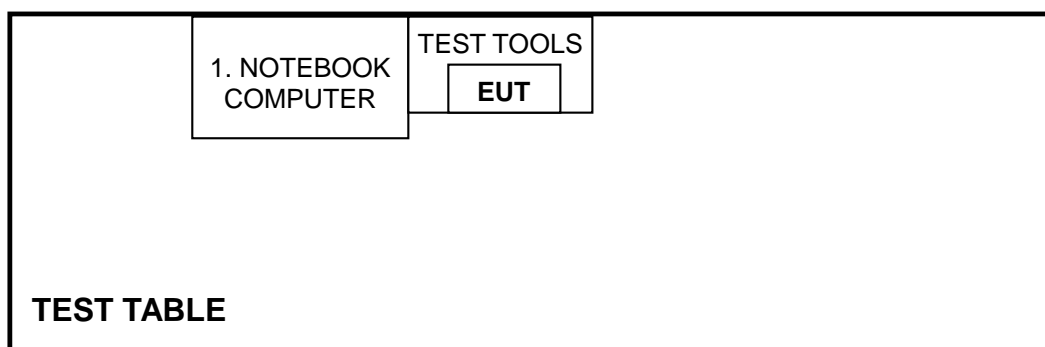 1. NOTEBOOK
COMPUTER
TEST TOOLS
EUT
TEST TABLE